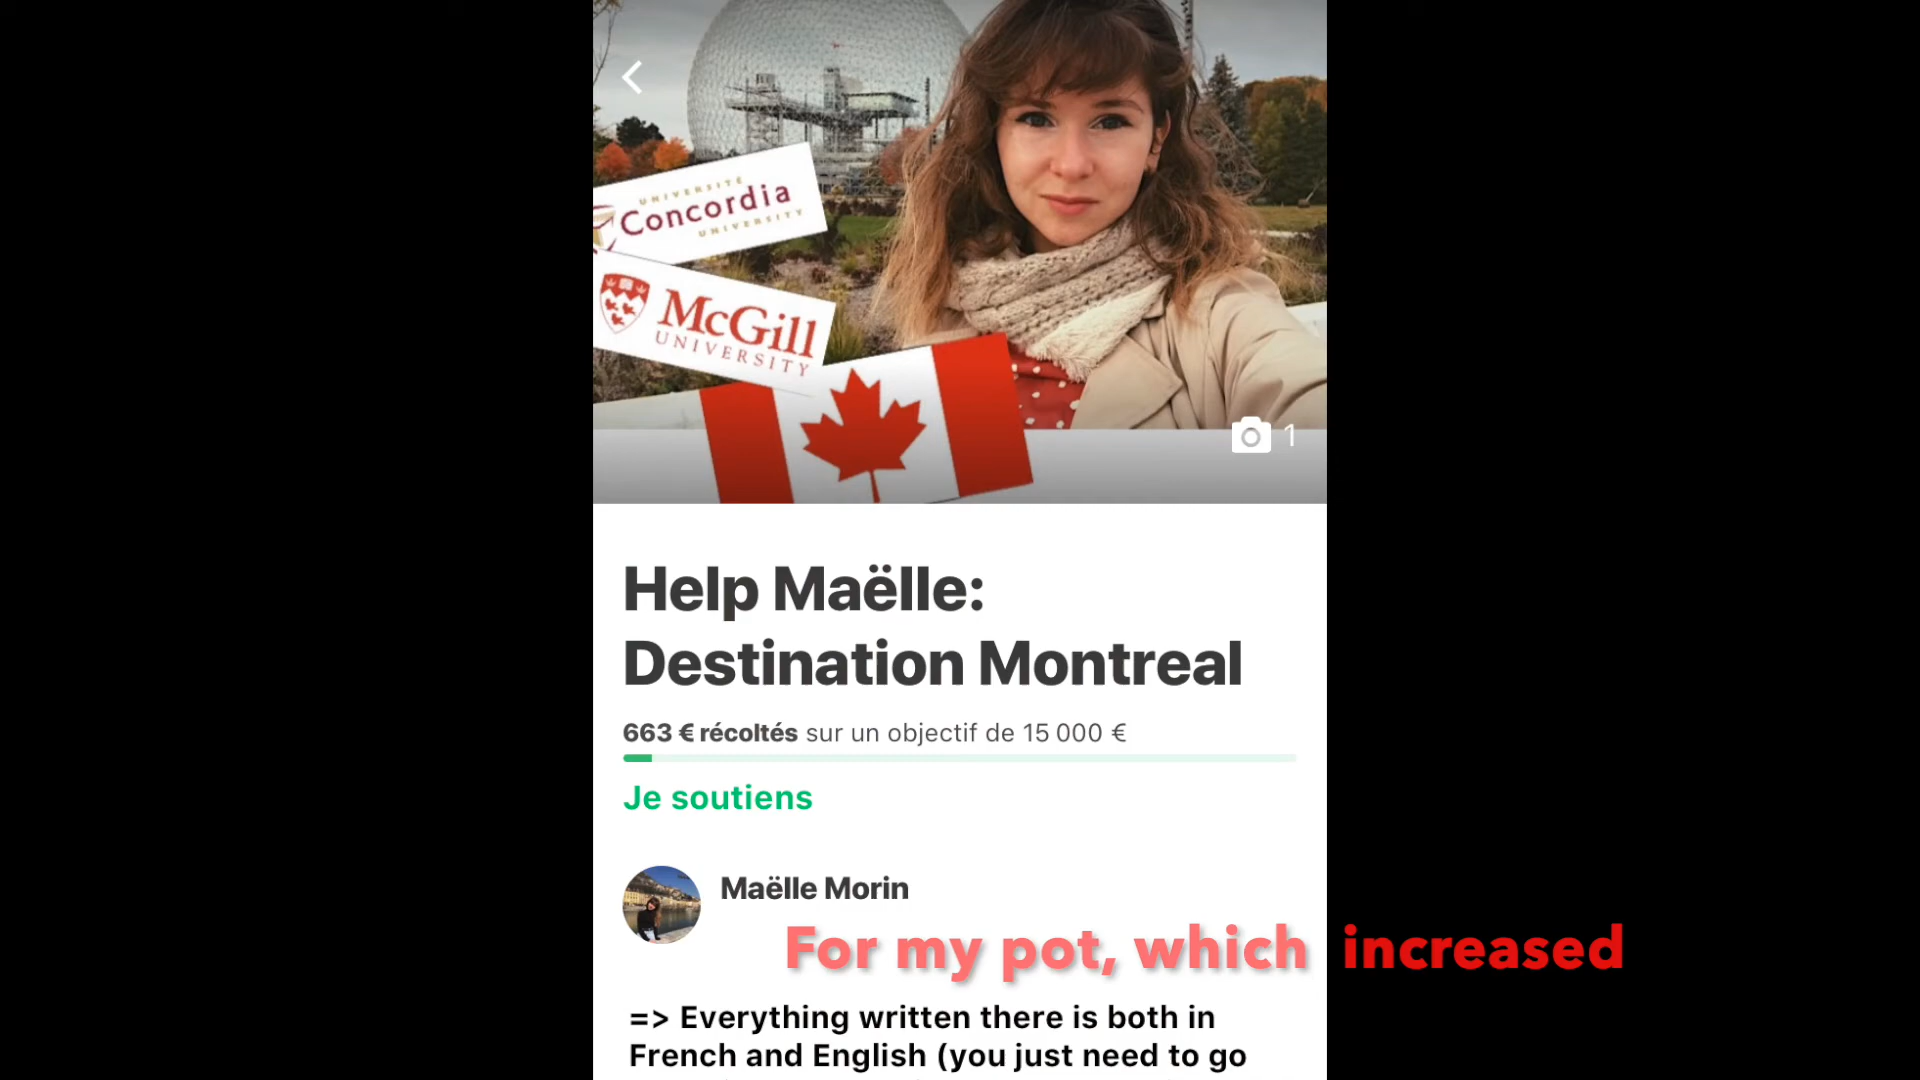 UNIVERSITÉ
Concordia
UNIVERSITY
McGill
UNIVERSITY
1
Help Maëlle:
Destination Montreal
663 € récoltés sur un objectif de 15 000 €
Je soutiens
Maëlle Morin
For my pot, which increased
=> Everything written there is both in
French and English (you just need to go